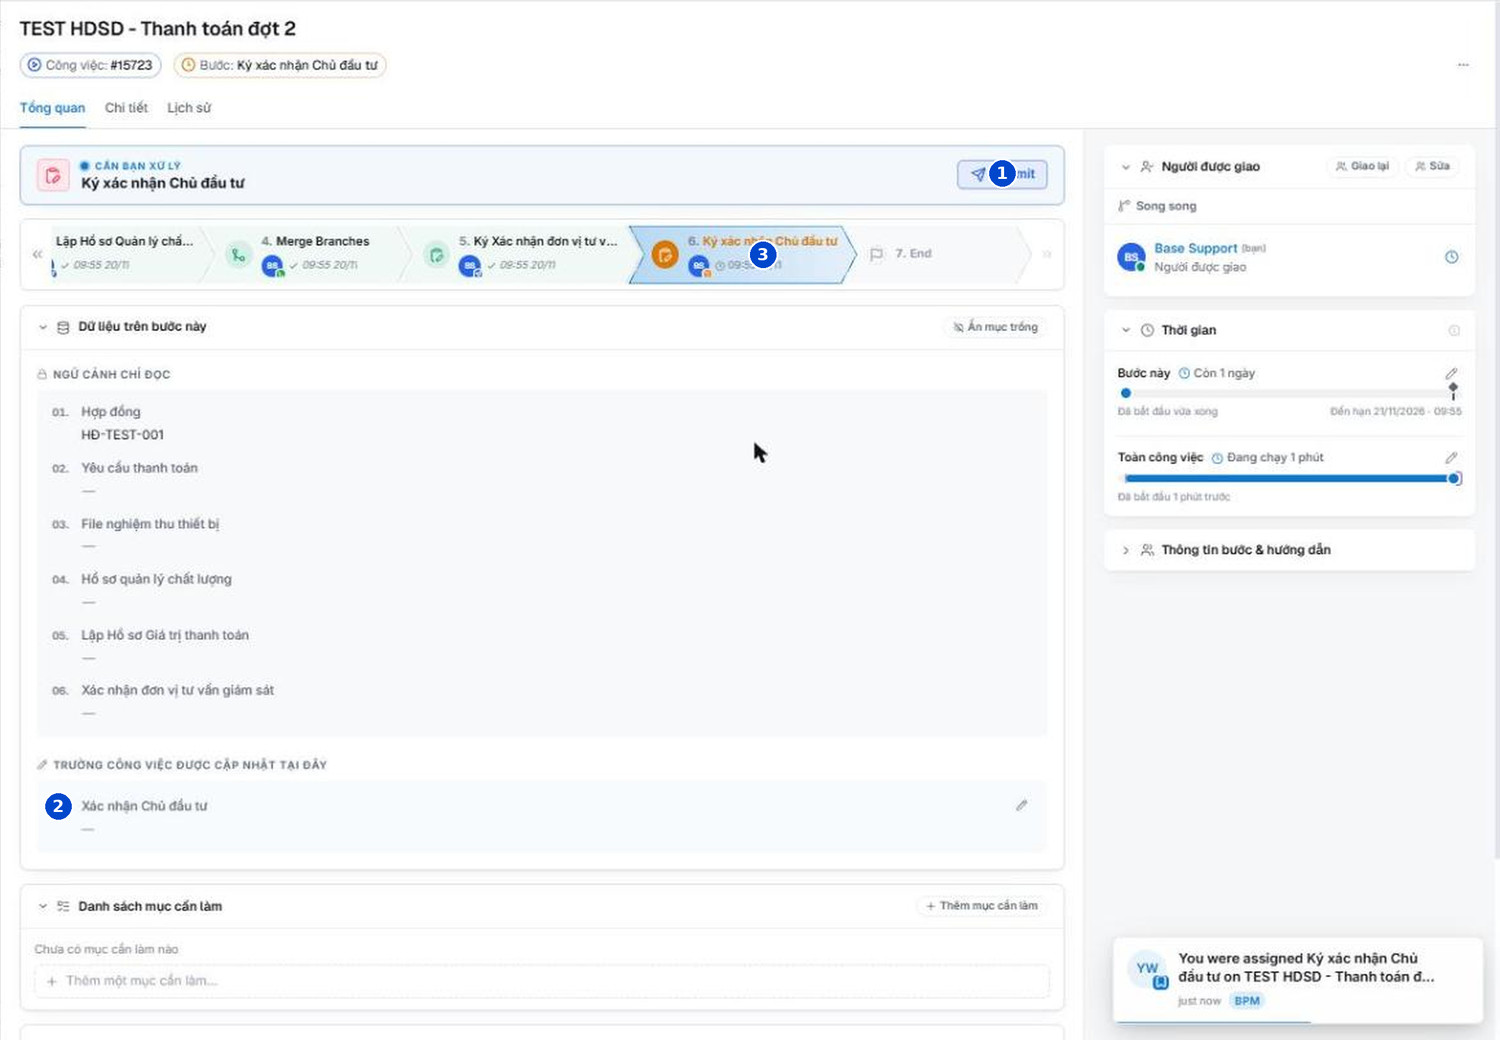 TEST HDSD - Thanh toán đợt 2
Công việc: #15723
Bước: Ký xác nhận Chủ đầu tư
Tổng quan
Chi tiết
Lịch sử
CẦN BẠN XỬ LÝ
Ký xác nhận Chủ đầu tư
1
Lập Hồ sơ Quản lý chấ...
09:55 20/11
4. Merge Branches
BS
09:55 20/11
5. Ký Xác nhận đơn vị tư v...
BS
09:55 20/11
6. Ký xác nhận Chủ đầu tư
BS
3
7. End
Dữ liệu trên bước này
Ẩn mục trống
NGỮ CẢNH CHỈ ĐỌC
01. Hợp đồng
HĐ-TEST-001
02. Yêu cầu thanh toán
—
03. File nghiệm thu thiết bị
—
04. Hồ sơ quản lý chất lượng
—
05. Lập Hồ sơ Giá trị thanh toán
—
06. Xác nhận đơn vị tư vấn giám sát
—
TRƯỜNG CÔNG VIỆC ĐƯỢC CẬP NHẬT TẠI ĐÂY
2 Xác nhận Chủ đầu tư
—
Danh sách mục cần làm
+ Thêm mục cần làm
Chưa có mục cần làm nào
+ Thêm một mục cần làm...
Người được giao
Giao lại
Sửa
Song song
BS
Base Support (bạn)
Người được giao
Thời gian
Bước này
Còn 1 ngày
Đã bắt đầu vừa xong
Đến hạn 21/11/2026 · 09:55
Toàn công việc
Đang chạy 1 phút
Đã bắt đầu 1 phút trước
Thông tin bước & hướng dẫn
YW
You were assigned Ký xác nhận Chủ
đầu tư on TEST HDSD - Thanh toán đ...
just now
BPM